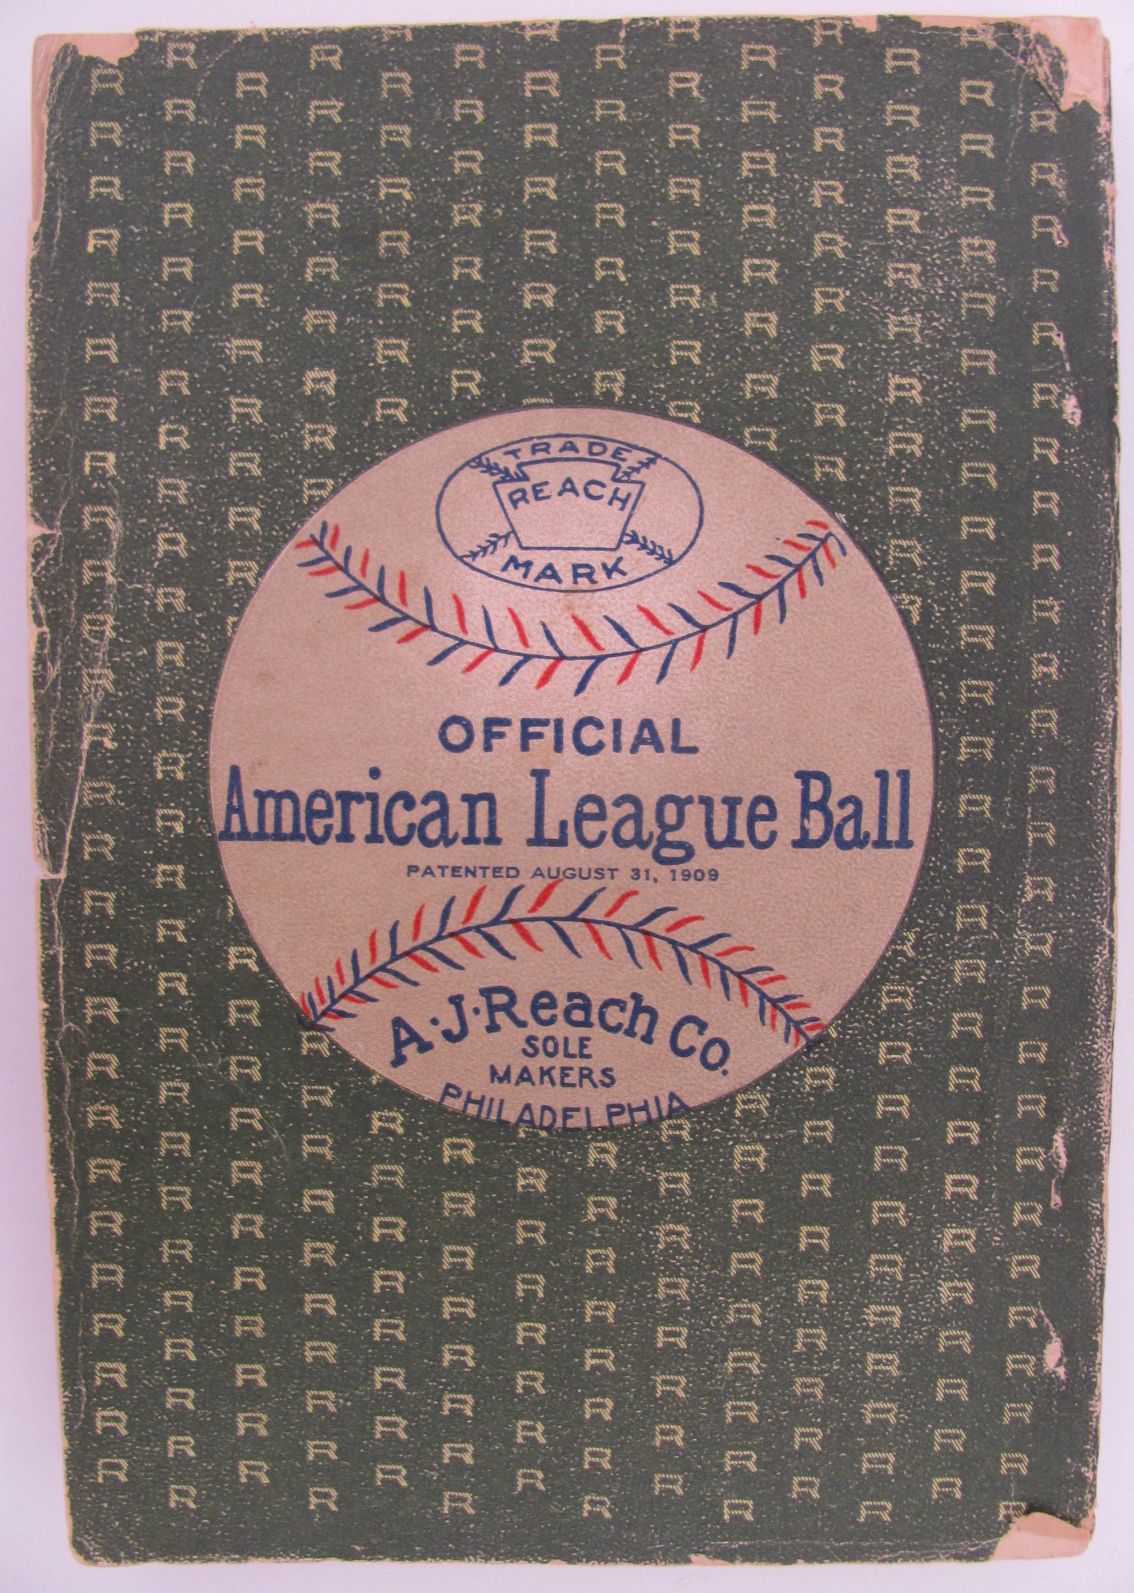 TRADE
REACH
MARK
OFFICIAL
American League Ball
PATENTED AUGUST 31, 1909
A.J. Reach Co.
SOLE
MAKERS
PHILADELPHIA